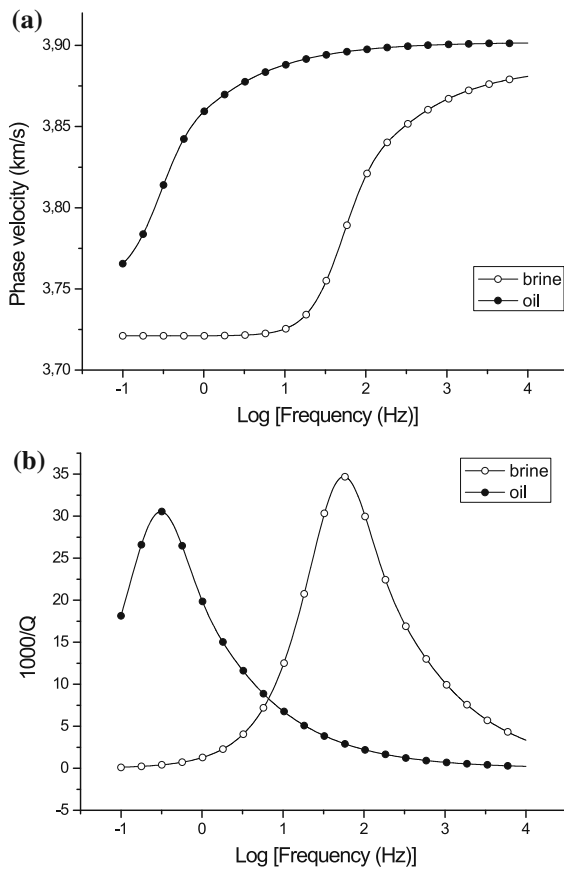 (a)
3,90
3,85
3,80
3,75
3,70
Phase velocity (km/s)
brine
oil
-1 0 1 2 3 4
Log [Frequency (Hz)]
(b)
35
30
25
20
15
10
5
0
-5
1000/Q
brine
oil
-1 0 1 2 3 4
Log [Frequency (Hz)]